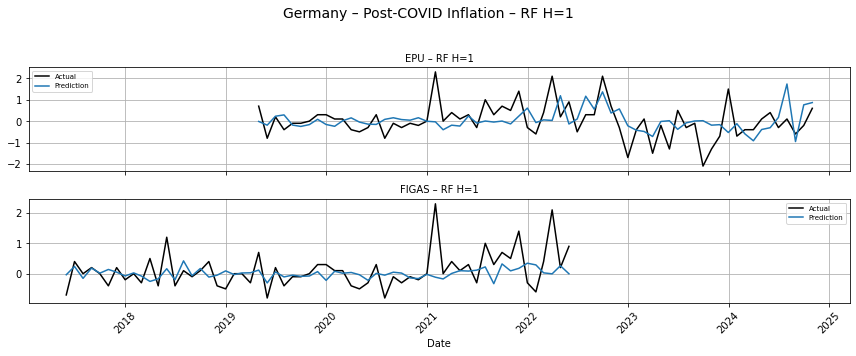 Germany – Post-COVID Inflation – RF H=1
EPU – RF H=1
Actual
Prediction
2
1
0
−1
−2
FIGAS – RF H=1
Actual
Prediction
2
1
0
2018
2019
2020
2021
2022
2023
2024
2025
Date